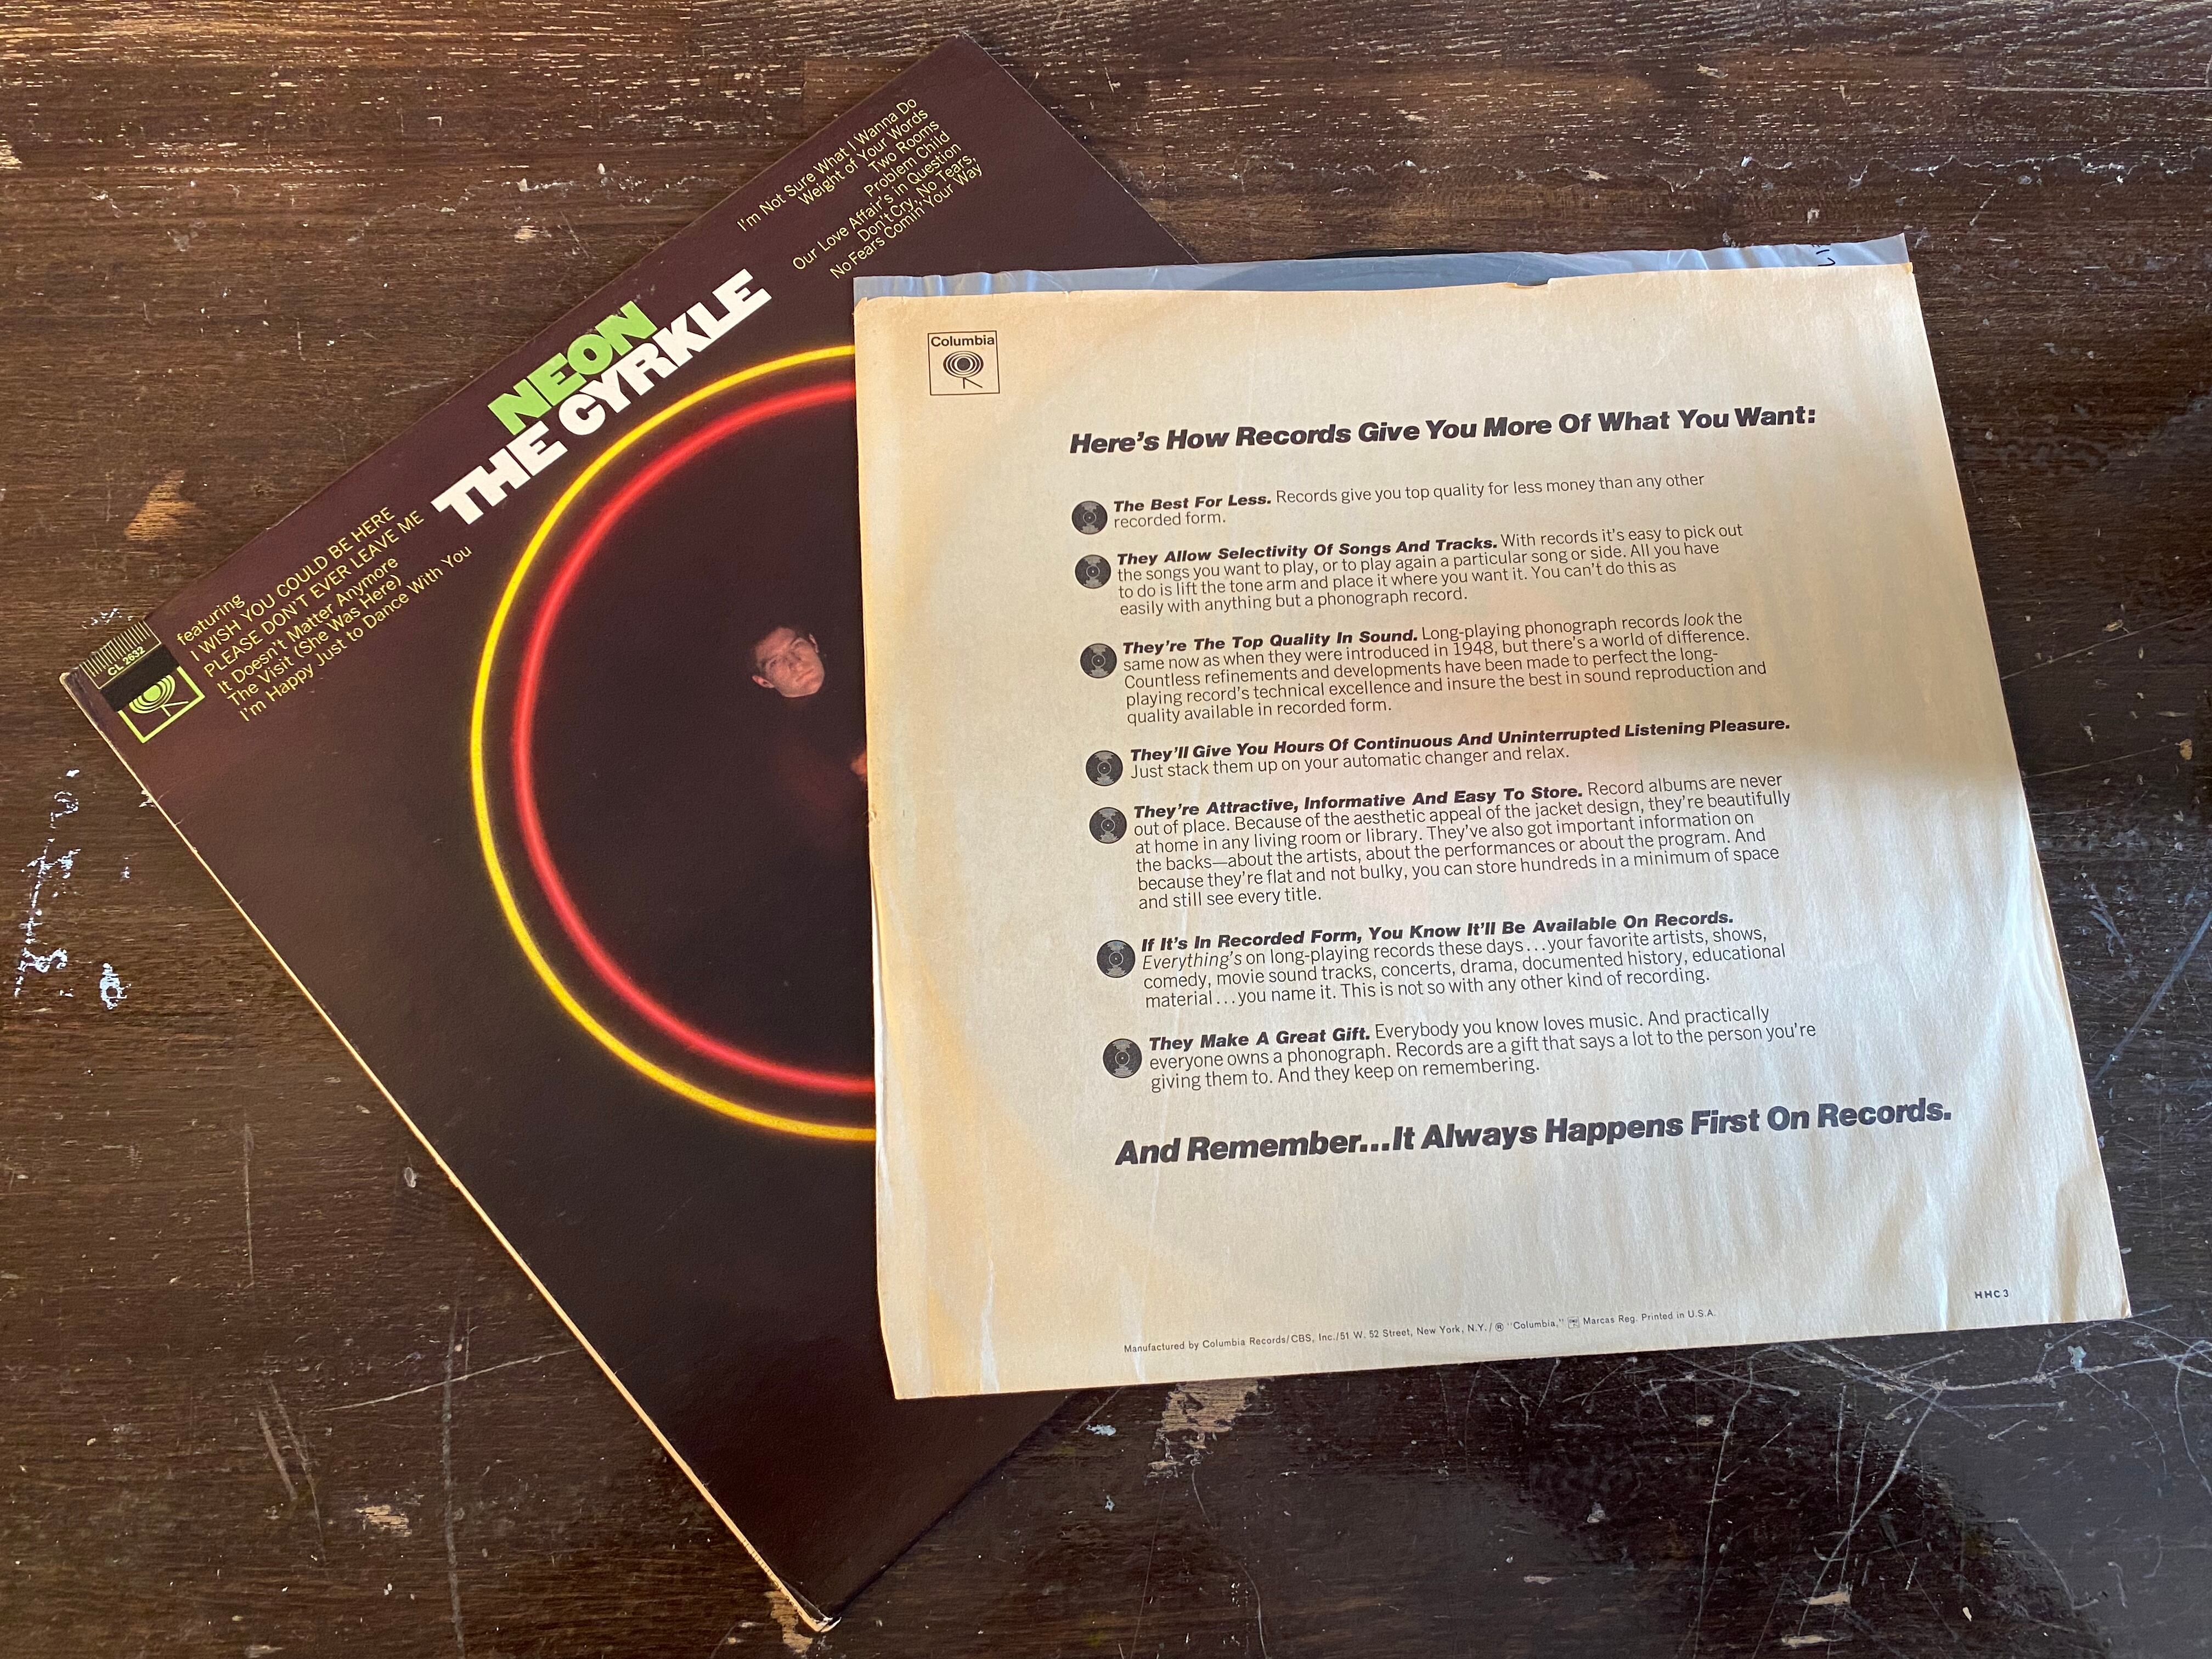 I'm Not Sure What I Wanna Do
Weight of Your Words
Two Rooms
Problem Child
Our Love Affair's in Question
Don't Cry, No Tears,
No Fears Comin' Your Way
NEON
THE CYRKLE
featuring
I WISH YOU COULD BE HERE
PLEASE DON'T EVER LEAVE ME
It Doesn't Matter Anymore
The Visit (She Was Here)
I'm Happy Just to Dance With You
CL 2632
Columbia
Here's How Records Give You More Of What You Want:
The Best For Less. Records give you top quality for less money than any other
recorded form.
They Allow Selectivity Of Songs And Tracks. With records it's easy to pick out
the songs you want to play, or to play again a particular song or side. All you have
to do is lift the tone arm and place it where you want it. You can't do this as
easily with anything but a phonograph record.
They're The Top Quality In Sound. Long-playing phonograph records look the
same now as when they were introduced in 1948, but there's a world of difference.
Countless refinements and developments have been made to perfect the long-
playing record's technical excellence and insure the best in sound reproduction and
quality available in recorded form.
They'll Give You Hours Of Continuous And Uninterrupted Listening Pleasure.
Just stack them up on your automatic changer and relax.
They're Attractive, Informative And Easy To Store. Record albums are never
out of place. Because of the aesthetic appeal of the jacket design, they're beautifully
at home in any living room or library. They've also got important information on
the backs—about the artists, about the performances or about the program. And
because they're flat and not bulky, you can store hundreds in a minimum of space
and still see every title.
If It's In Recorded Form, You Know It'll Be Available On Records.
Everything's on long-playing records these days...your favorite artists, shows,
comedy, movie sound tracks, concerts, drama, documented history, educational
material...you name it. This is not so with any other kind of recording.
They Make A Great Gift. Everybody you know loves music. And practically
everyone owns a phonograph. Records are a gift that says a lot to the person you're
giving them to. And they keep on remembering.
And Remember...It Always Happens First On Records.
HHC3
Manufactured by Columbia Records/CBS, Inc./51 W. 52 Street, New York, N.Y./ ® "Columbia," Marcas Reg. Printed in U.S.A.